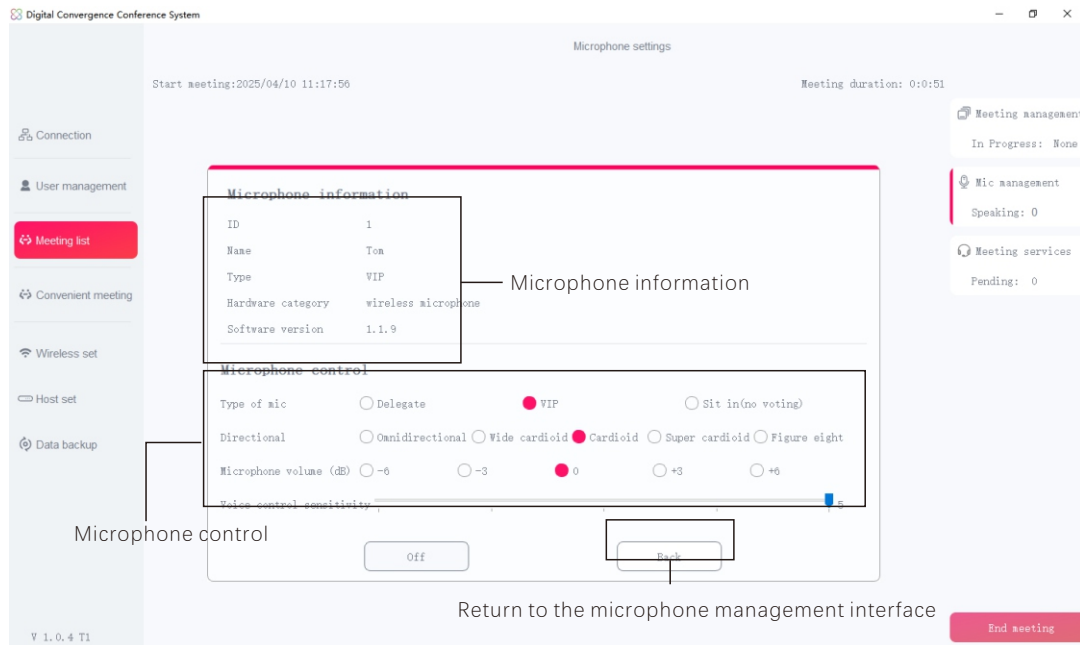 Digital Convergence Conference System
Microphone settings
Start meeting:2025/04/10 11:17:56
Meeting duration: 0:0:51
Connection
User management
Meeting list
Convenient meeting
Wireless set
Host set
Data backup
V 1.0.4 T1
Microphone information
ID 1
Name Tom
Type VIP
Hardware category wireless microphone
Software version 1.1.9
Microphone information
Microphone control
Type of mic Delegate VIP Sit in(no voting)
Directional Omnidirectional Wide cardioid Cardioid Super cardioid Figure eight
Microphone volume (dB) -6 -3 0 +3 +6
Voice control sensitivity 5
Microphone control
Off Back
Return to the microphone management interface
Meeting management
In Progress: None
Mic management
Speaking: 0
Meeting services
Pending: 0
End meeting